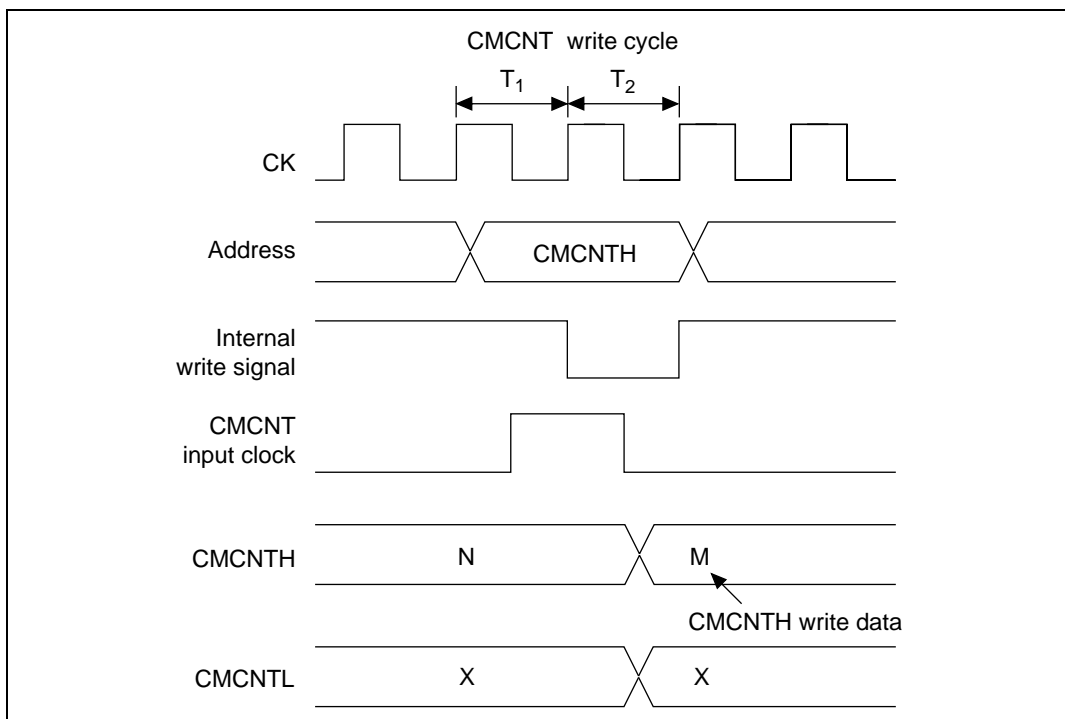 CMCNT write cycle
T1 T2
CK
Address
CMCNTH
Internal
write signal
CMCNT
input clock
CMCNTH
N
M
CMCNTH write data
CMCNTL
X
X